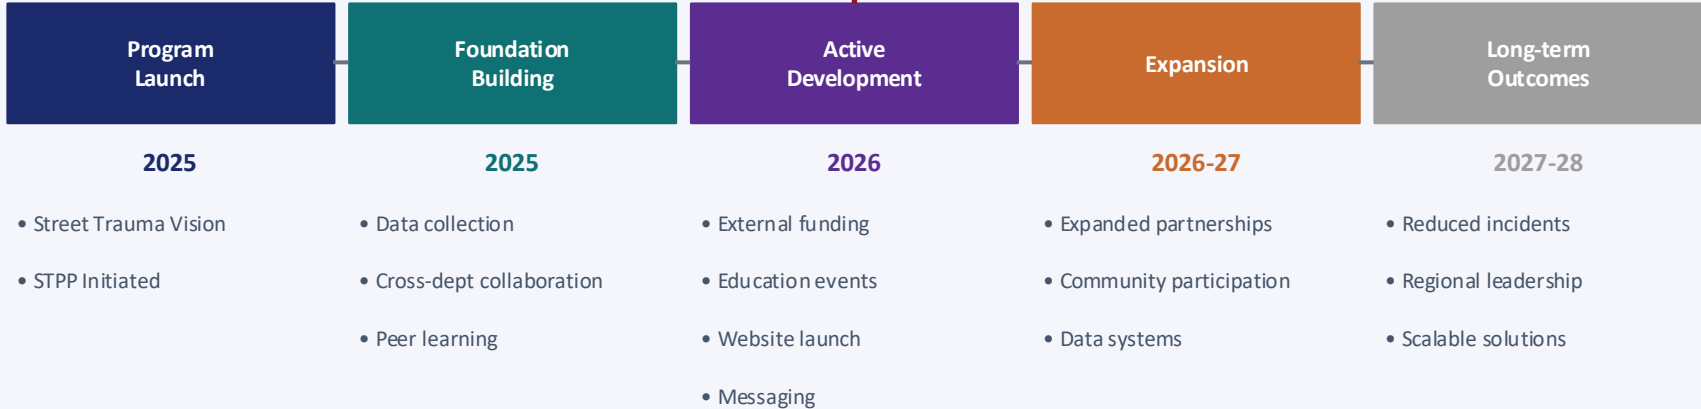 Program
Launch
Foundation
Building
Active
Development
Expansion
Long-term
Outcomes
2025
2025
2026
2026-27
2027-28
• Street Trauma Vision
• STPP Initiated
• Data collection
• Cross-dept collaboration
• Peer learning
• External funding
• Education events
• Website launch
• Messaging
• Expanded partnerships
• Community participation
• Data systems
• Reduced incidents
• Regional leadership
• Scalable solutions